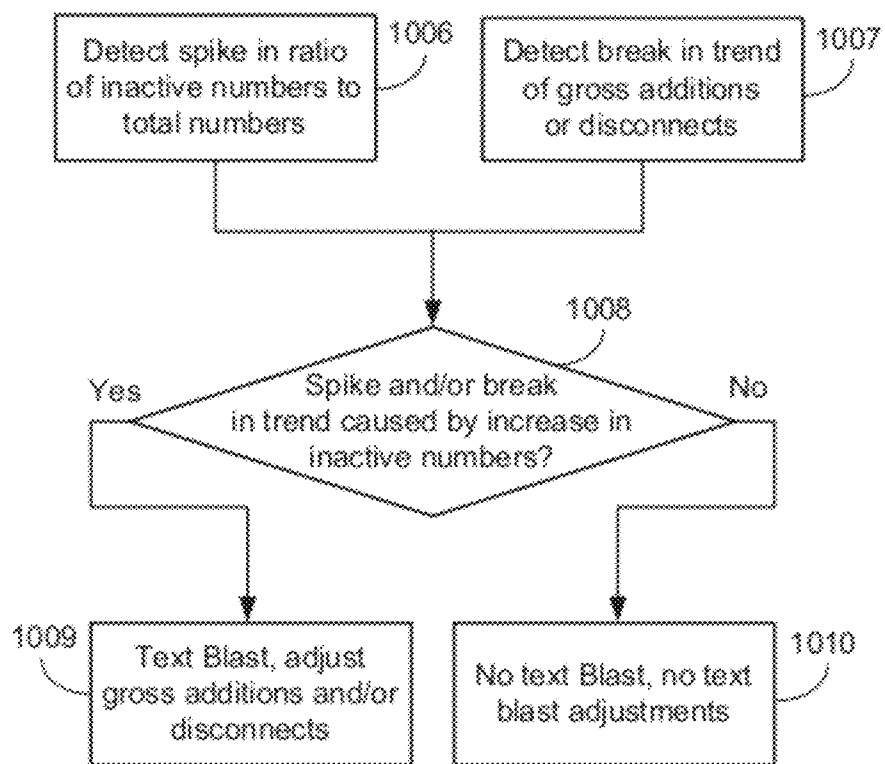 Detect spike in ratio
of inactive numbers to
total numbers
1006
Detect break in trend
of gross additions
or disconnects
1007
1008
Yes
Spike and/or break
in trend caused by increase in
inactive numbers?
No
1009
Text Blast, adjust
gross additions and/or
disconnects
No text Blast, no text
blast adjustments
1010